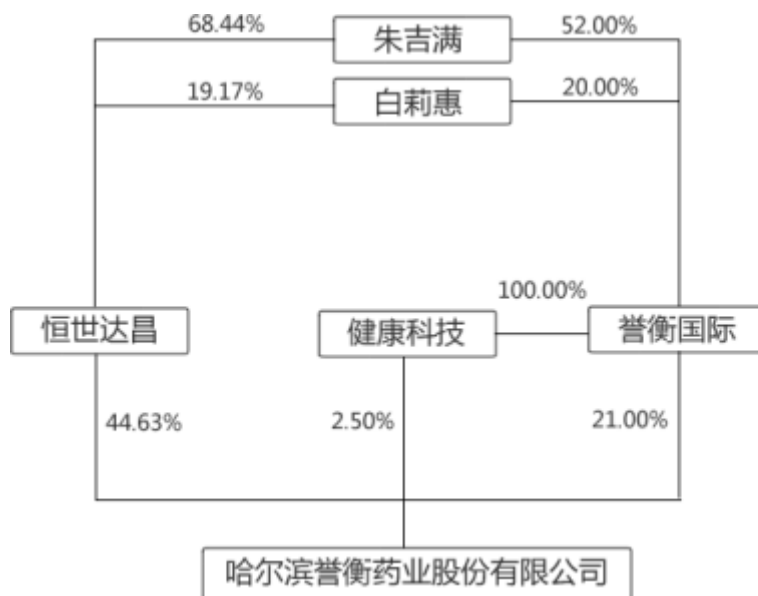 68.44%
朱吉满
52.00%
19.17%
白莉惠
20.00%
100.00%
恒世达昌
健康科技
誉衡国际
44.63%
2.50%
21.00%
哈尔滨誉衡药业股份有限公司